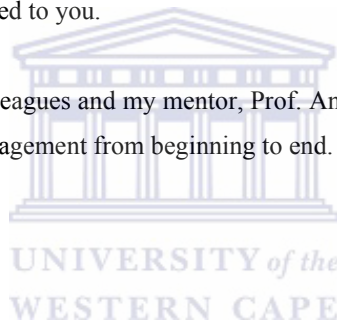 ed to you.
eagues and my mentor, Prof. An
agement from beginning to end.
UNIVERSITY of the
WESTERN CAPE